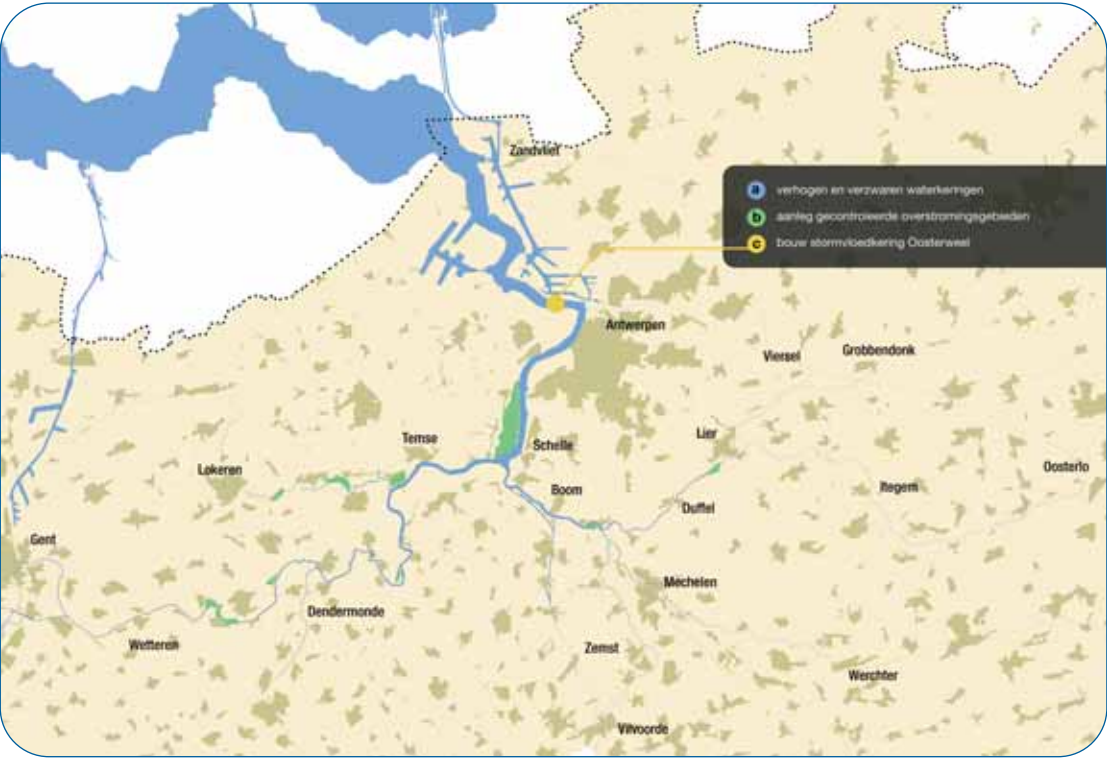 Zandvliet
a verhogen en verzwaren waterkeringen
b aanleg gecontroleerde overstromingsgebieden
c bouw stormvloedkering Oosterweel
Antwerpen
Viersel
Grobbendonk
Temse
Schelle
Lier
Lokeren
Oosterlo
Boom
Itegem
Duffel
Gent
Mechelen
Dendermonde
Wetteren
Zemst
Werchter
Vilvoorde